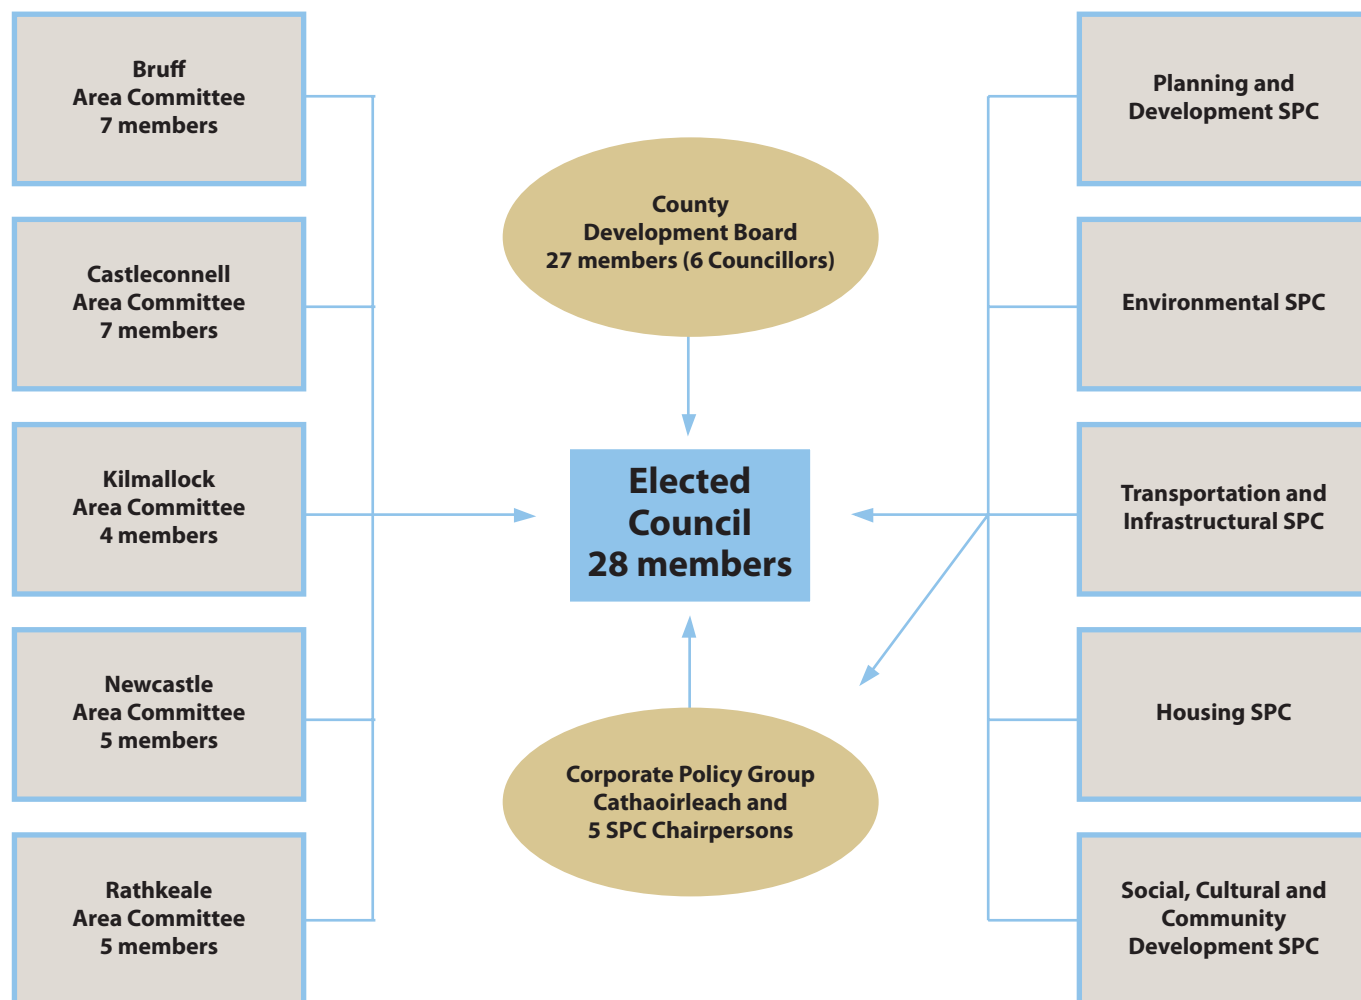 Bruff
Area Committee
7 members
Castleconnell
Area Committee
7 members
Kilmallock
Area Committee
4 members
Newcastle
Area Committee
5 members
Rathkeale
Area Committee
5 members
County
Development Board
27 members (6 Councillors)
Elected
Council
28 members
Corporate Policy Group
Cathaoirleach and
5 SPC Chairpersons
Planning and
Development SPC
Environmental SPC
Transportation and
Infrastructural SPC
Housing SPC
Social, Cultural and
Community
Development SPC